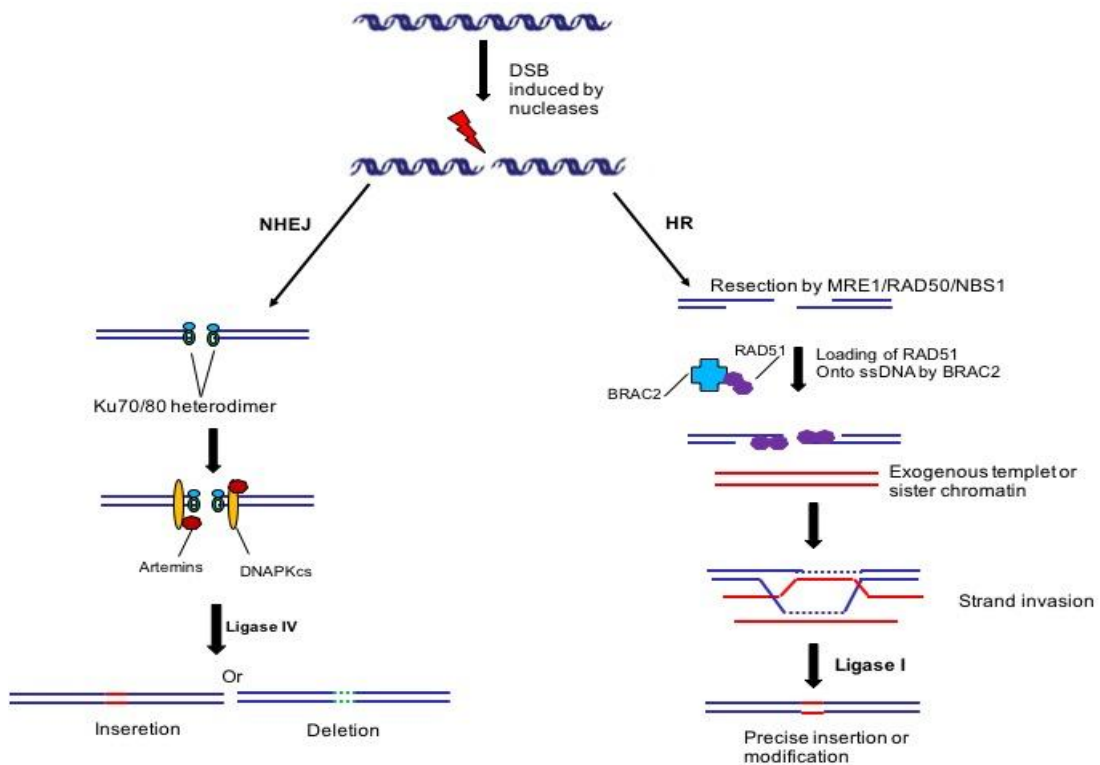 DSB
induced by
nucleases
NHEJ
HR
Resection by MRE1/RAD50/NBS1
RAD51
Loading of RAD51
Onto ssDNA by BRAC2
BRAC2
Ku70/80 heterodimer
Exogenous templet or
sister chromatin
Artemins
DNAPKcs
Strand invasion
Ligase IV
Ligase I
Or
Inseretion
Deletion
Precise insertion or
modification